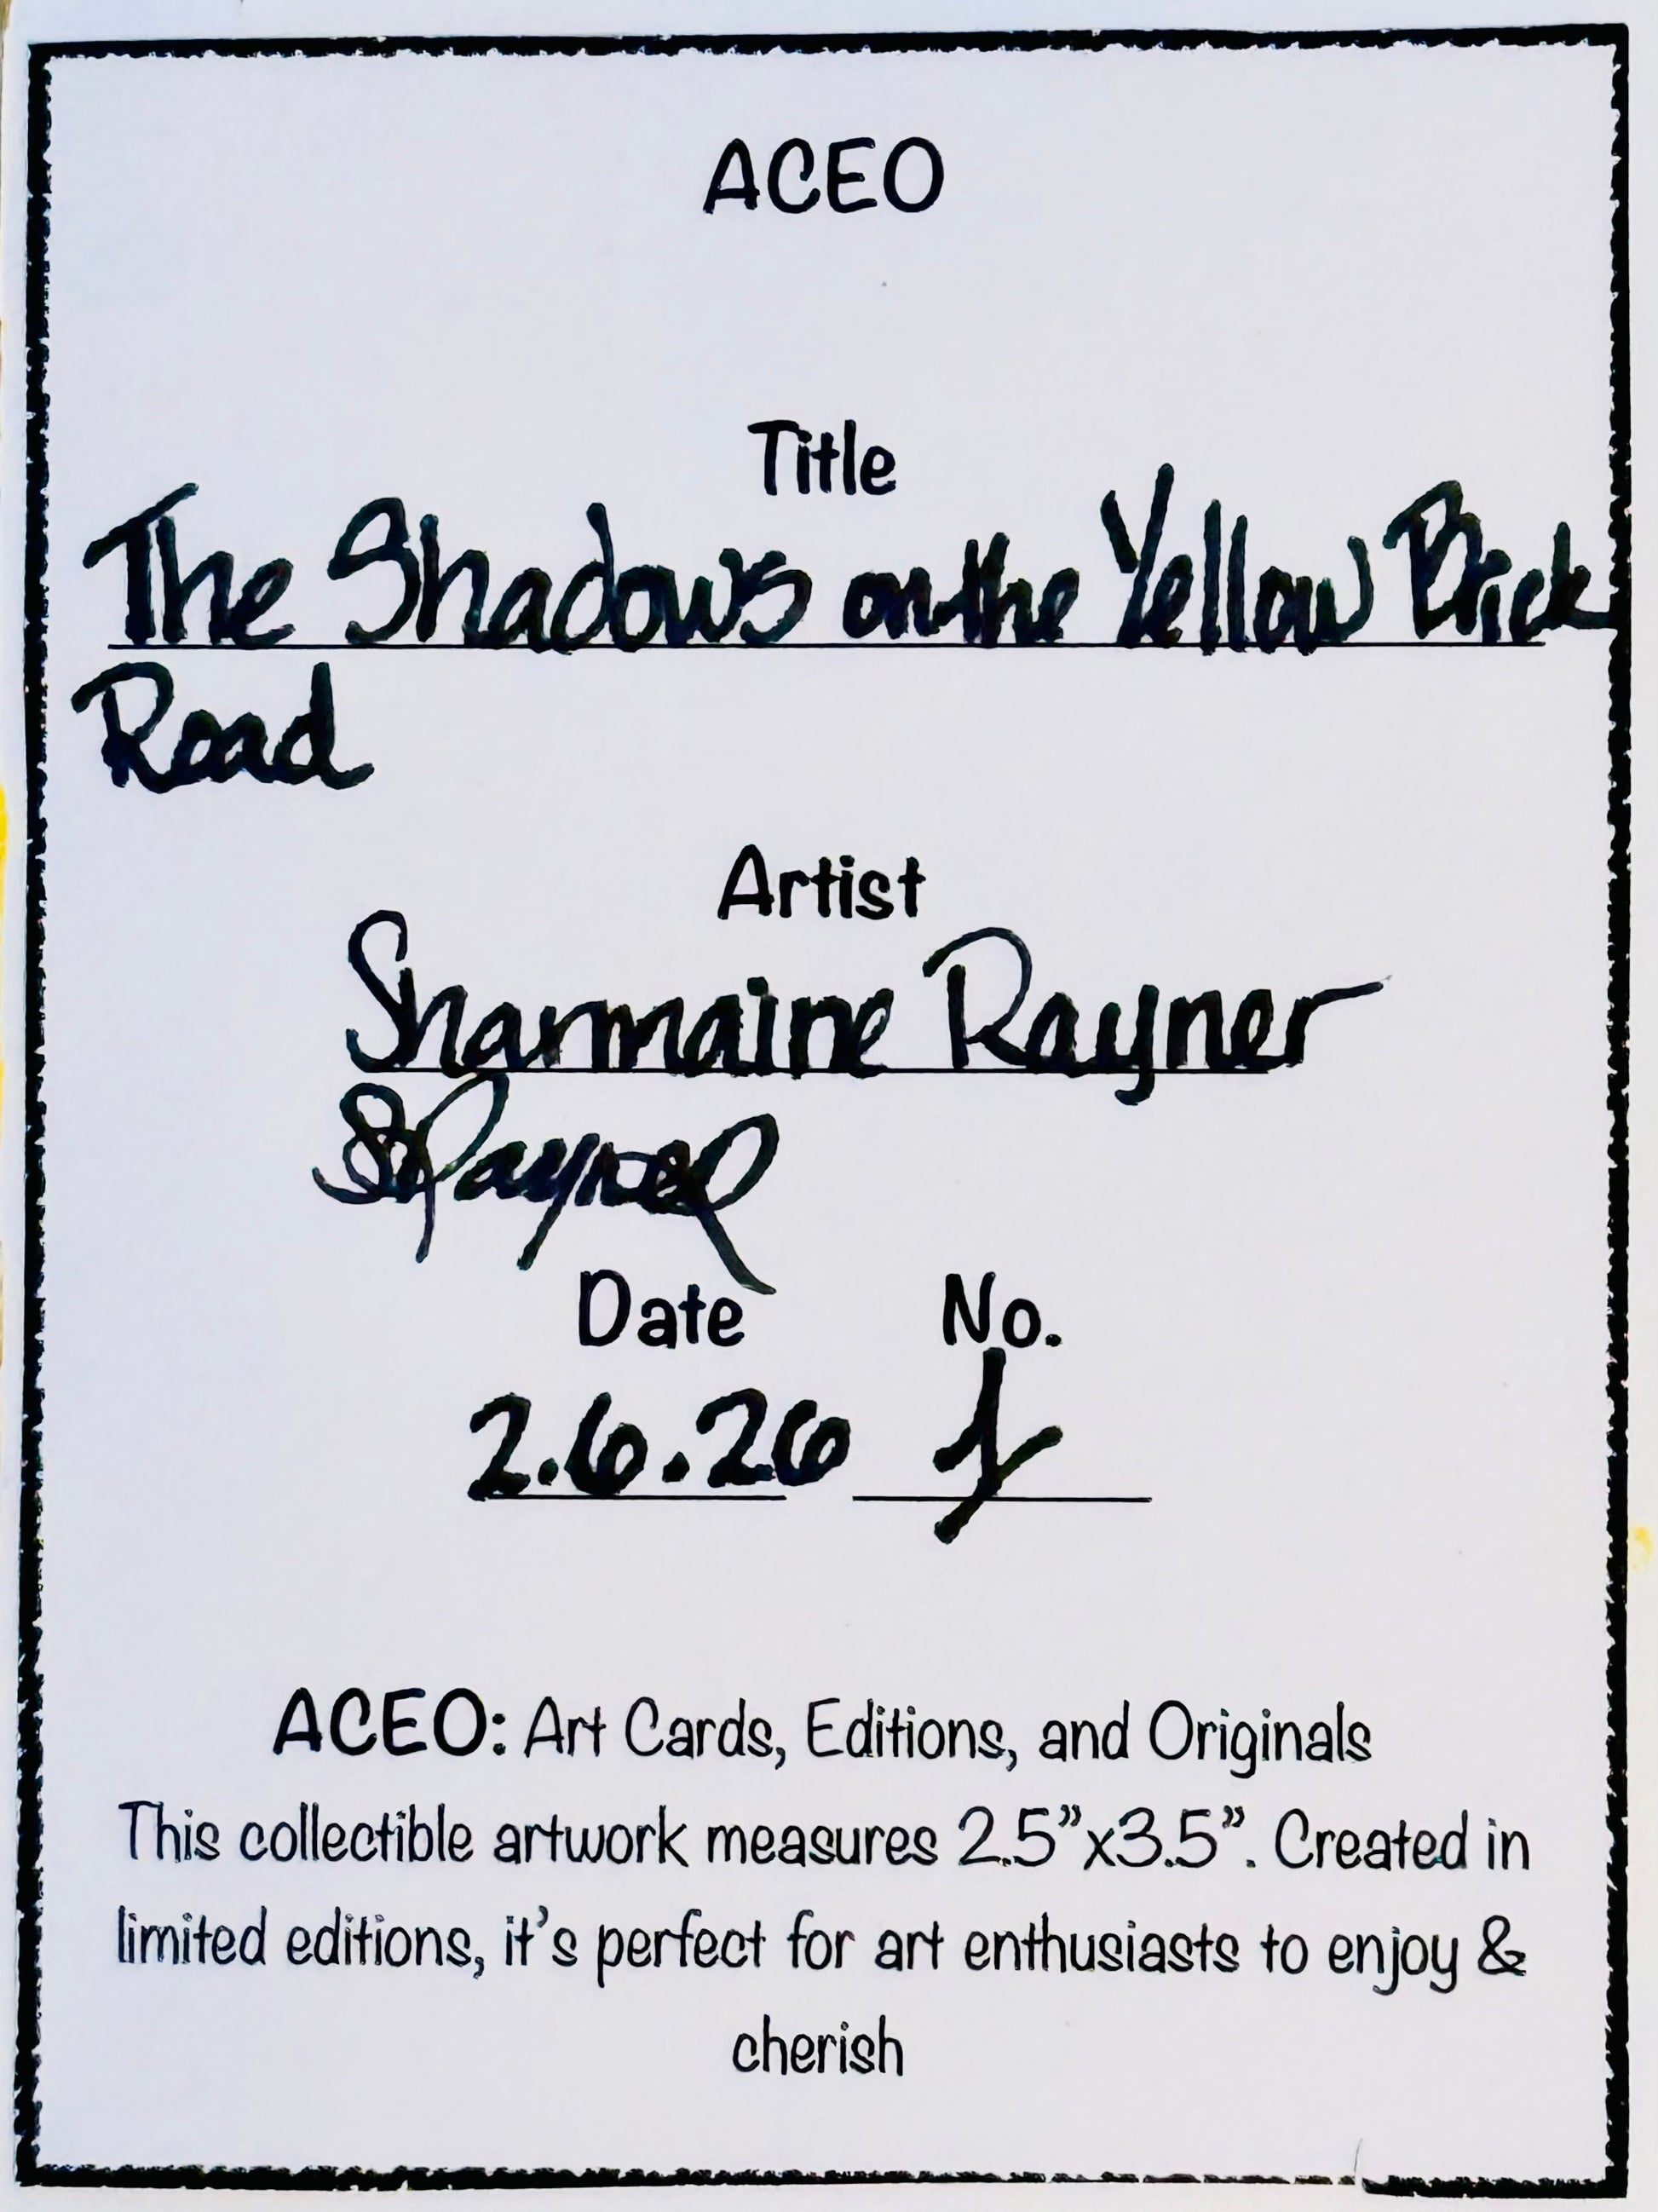 ACEO
Title
The Shadows on the Yellow Brick
Road
Artist
Sharmaine Rayner
SRayner
Date No.
2.6.26 1
ACEO: Art Cards, Editions, and Originals
This collectible artwork measures 2.5”x3.5”. Created in
limited editions, it’s perfect for art enthusiasts to enjoy &
cherish